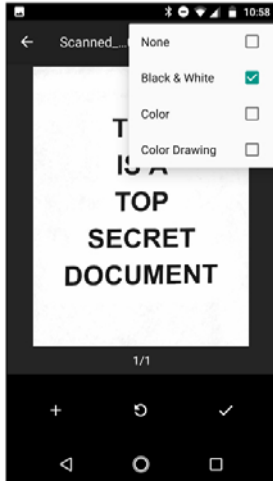 10:58
Scanned_...
None
Black & White
Color
Color Drawing
T
IS A
TOP
SECRET
DOCUMENT
1/1